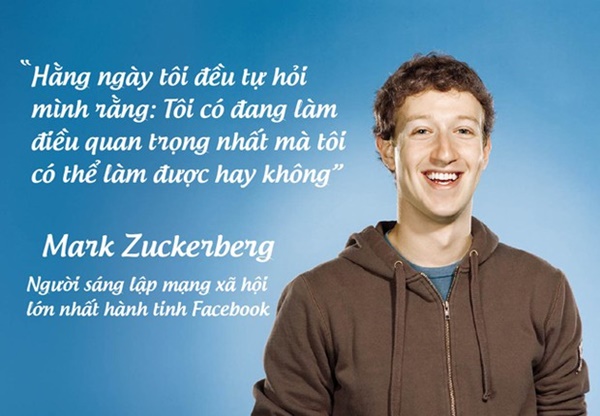 “Hằng ngày tôi đều tự hỏi
mình rằng: Tôi có đang làm
điều quan trọng nhất mà tôi
có thể làm được hay không”
Mark Zuckerberg
Người sáng lập mạng xã hội
lớn nhất hành tinh Facebook